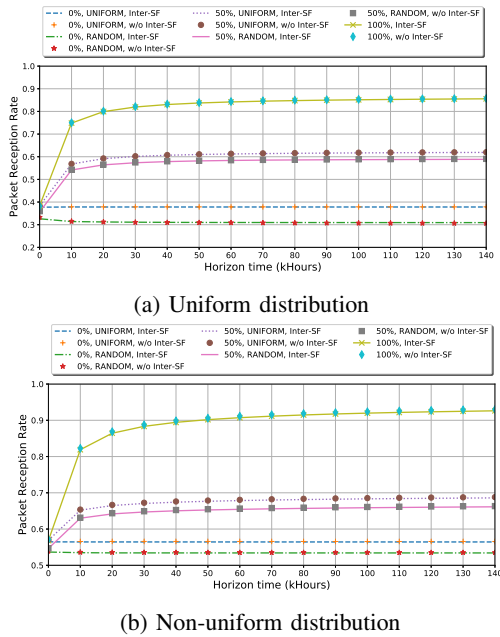 0%, UNIFORM, Inter-SF
0%, UNIFORM, w/o Inter-SF
0%, RANDOM, Inter-SF
0%, RANDOM, w/o Inter-SF
50%, UNIFORM, Inter-SF
50%, UNIFORM, w/o Inter-SF
50%, RANDOM, Inter-SF
50%, RANDOM, w/o Inter-SF
100%, Inter-SF
100%, w/o Inter-SF
Packet Reception Rate
1.0
0.9
0.8
0.7
0.6
0.5
0.4
0.3
0.2
0 10 20 30 40 50 60 70 80 90 100 110 120 130 140
Horizon time (kHours)
(a) Uniform distribution
0%, UNIFORM, Inter-SF
0%, UNIFORM, w/o Inter-SF
0%, RANDOM, Inter-SF
0%, RANDOM, w/o Inter-SF
50%, UNIFORM, Inter-SF
50%, UNIFORM, w/o Inter-SF
50%, RANDOM, Inter-SF
50%, RANDOM, w/o Inter-SF
100%, Inter-SF
100%, w/o Inter-SF
Packet Reception Rate
1.0
0.9
0.8
0.7
0.6
0.5
0 10 20 30 40 50 60 70 80 90 100 110 120 130 140
Horizon time (kHours)
(b) Non-uniform distribution